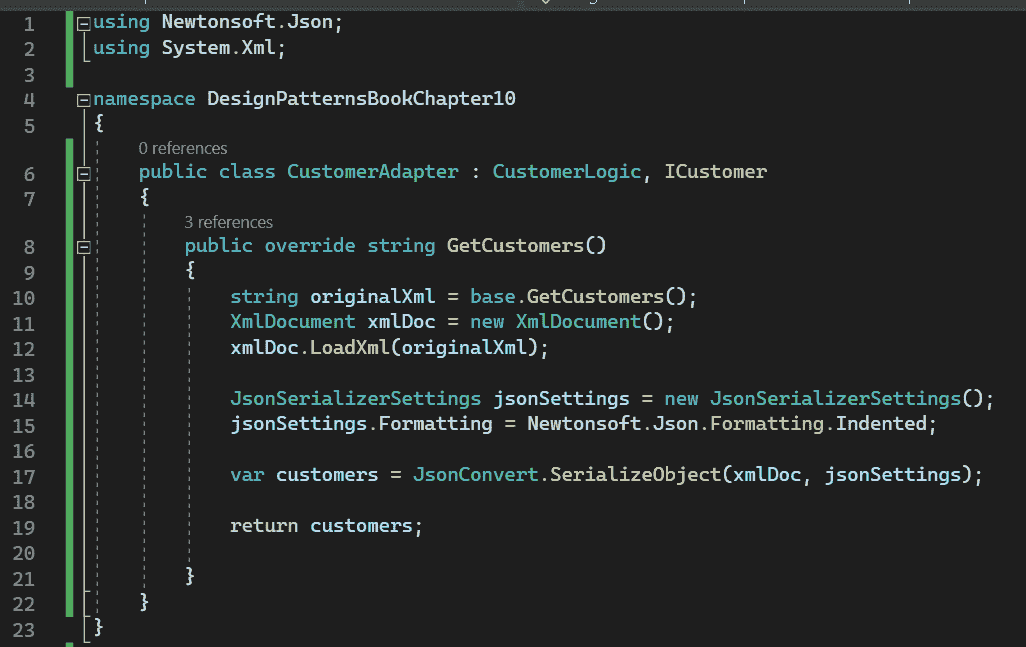 1 using Newtonsoft.Json;
2 using System.Xml;
3
4 namespace DesignPatternsBookChapter10
5 {
0 references
6 public class CustomerAdapter : CustomerLogic, ICustomer
7 {
3 references
8 public override string GetCustomers()
9 {
10 string originalXml = base.GetCustomers();
11 XmlDocument xmlDoc = new XmlDocument();
12 xmlDoc.LoadXml(originalXml);
13
14 JsonSerializerSettings jsonSettings = new JsonSerializerSettings();
15 jsonSettings.Formatting = Newtonsoft.Json.Formatting.Indented;
16
17 var customers = JsonConvert.SerializeObject(xmlDoc, jsonSettings);
18
19 return customers;
20
21 }
22 }
23 }